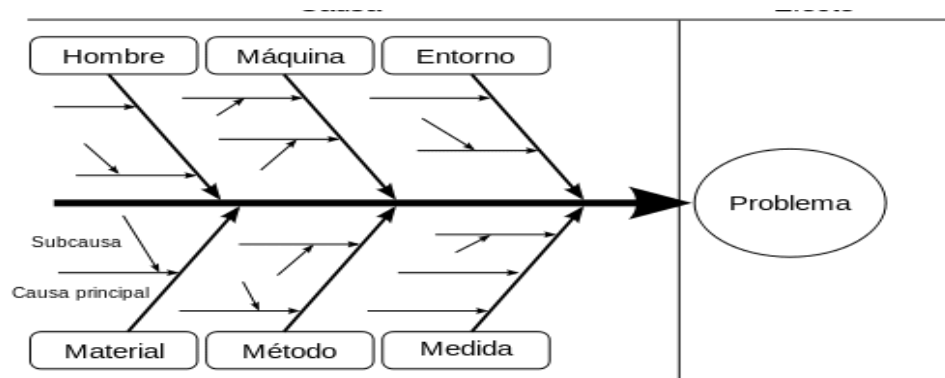 Hombre
Máquina
Entorno
Problema
Subcausa
Causa principal
Material
Método
Medida